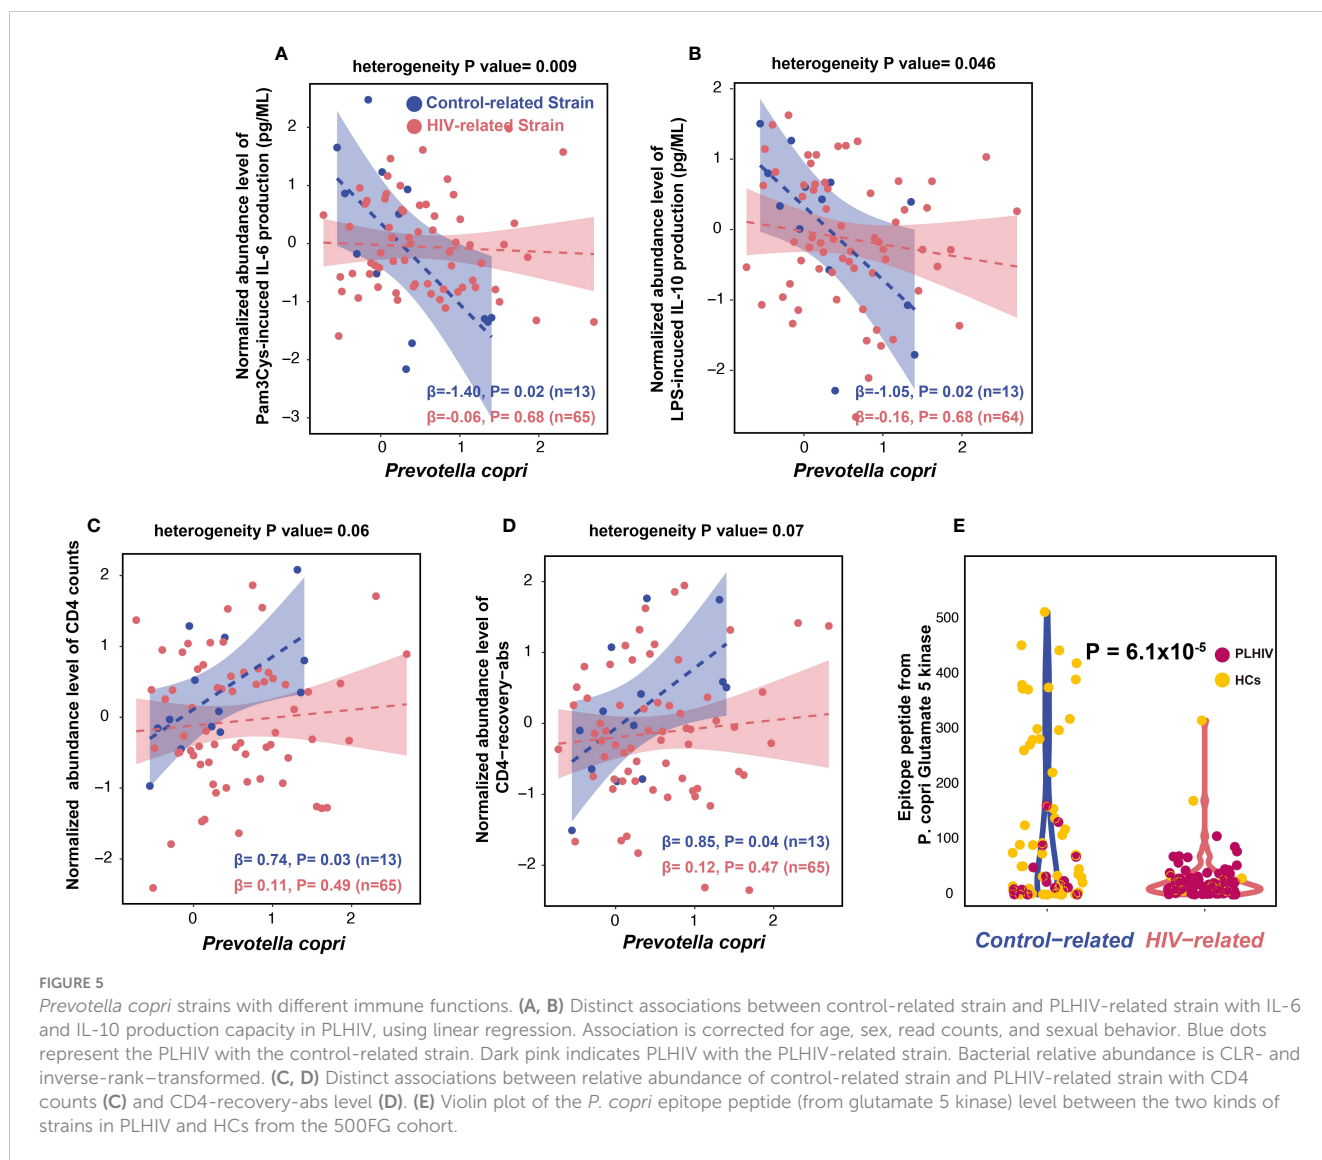 A
heterogeneity P value= 0.009
Control-related Strain
HIV-related Strain
Normalized abundance level of
Pam3Cys-incuced IL-6 production (pg/ML)
2
1
0
−1
−2
−3
β=-1.40, P= 0.02 (n=13)
β=-0.06, P= 0.68 (n=65)
0 1 2
Prevotella copri
B
heterogeneity P value= 0.046
Normalized abundance level of
LPS-incuced IL-10 production (pg/ML)
2
1
0
−1
−2
β=-1.05, P= 0.02 (n=13)
β=-0.16, P= 0.68 (n=64)
0 1 2
Prevotella copri
C
heterogeneity P value= 0.06
Normalized abundance level of CD4 counts
2
1
0
−1
−2
β= 0.74, P= 0.03 (n=13)
β= 0.11, P= 0.49 (n=65)
0 1 2
Prevotella copri
D
heterogeneity P value= 0.07
Normalized abundance level of
CD4−recovery−abs
2
1
0
−1
−2
β= 0.85, P= 0.04 (n=13)
β= 0.12, P= 0.47 (n=65)
0 1 2
Prevotella copri
E
Epitope peptide from
P. copri Glutamate 5 kinase
500
400
300
200
100
0
P = 6.1x10⁻⁵
PLHIV
HCs
Control−related HIV−related
FIGURE 5
Prevotella copri strains with different immune functions. (A, B) Distinct associations between control-related strain and PLHIV-related strain with IL-6
and IL-10 production capacity in PLHIV, using linear regression. Association is corrected for age, sex, read counts, and sexual behavior. Blue dots
represent the PLHIV with the control-related strain. Dark pink indicates PLHIV with the PLHIV-related strain. Bacterial relative abundance is CLR- and
inverse-rank–transformed. (C, D) Distinct associations between relative abundance of control-related strain and PLHIV-related strain with CD4
counts (C) and CD4-recovery-abs level (D). (E) Violin plot of the P. copri epitope peptide (from glutamate 5 kinase) level between the two kinds of
strains in PLHIV and HCs from the 500FG cohort.